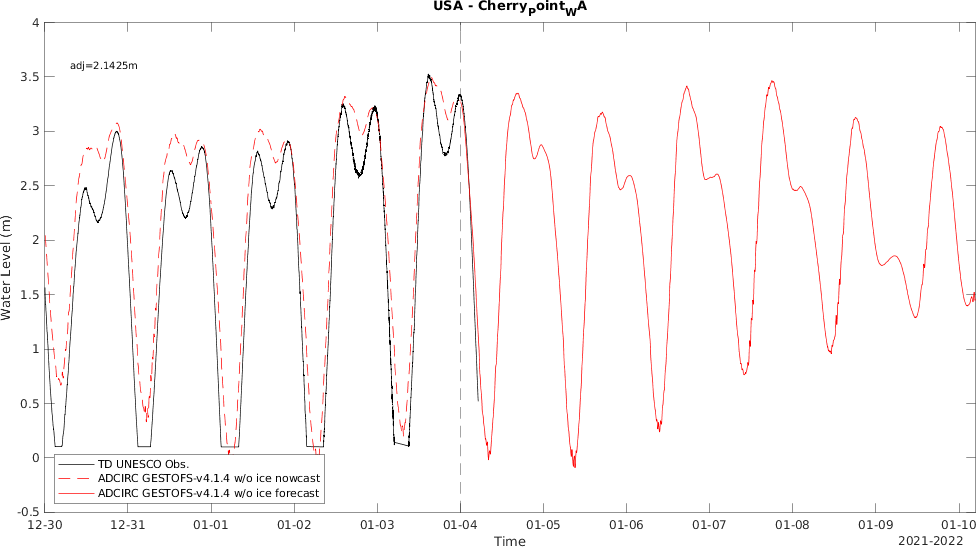 USA - CherryPointWA
4
3.5
3
2.5
2
1.5
1
0.5
0
-0.5
Water Level (m)
adj=2.1425m
TD UNESCO Obs.
ADCIRC GESTOFS-v4.1.4 w/o ice nowcast
ADCIRC GESTOFS-v4.1.4 w/o ice forecast
12-30 12-31 01-01 01-02 01-03 01-04 01-05 01-06 01-07 01-08 01-09 01-10
Time
2021-2022